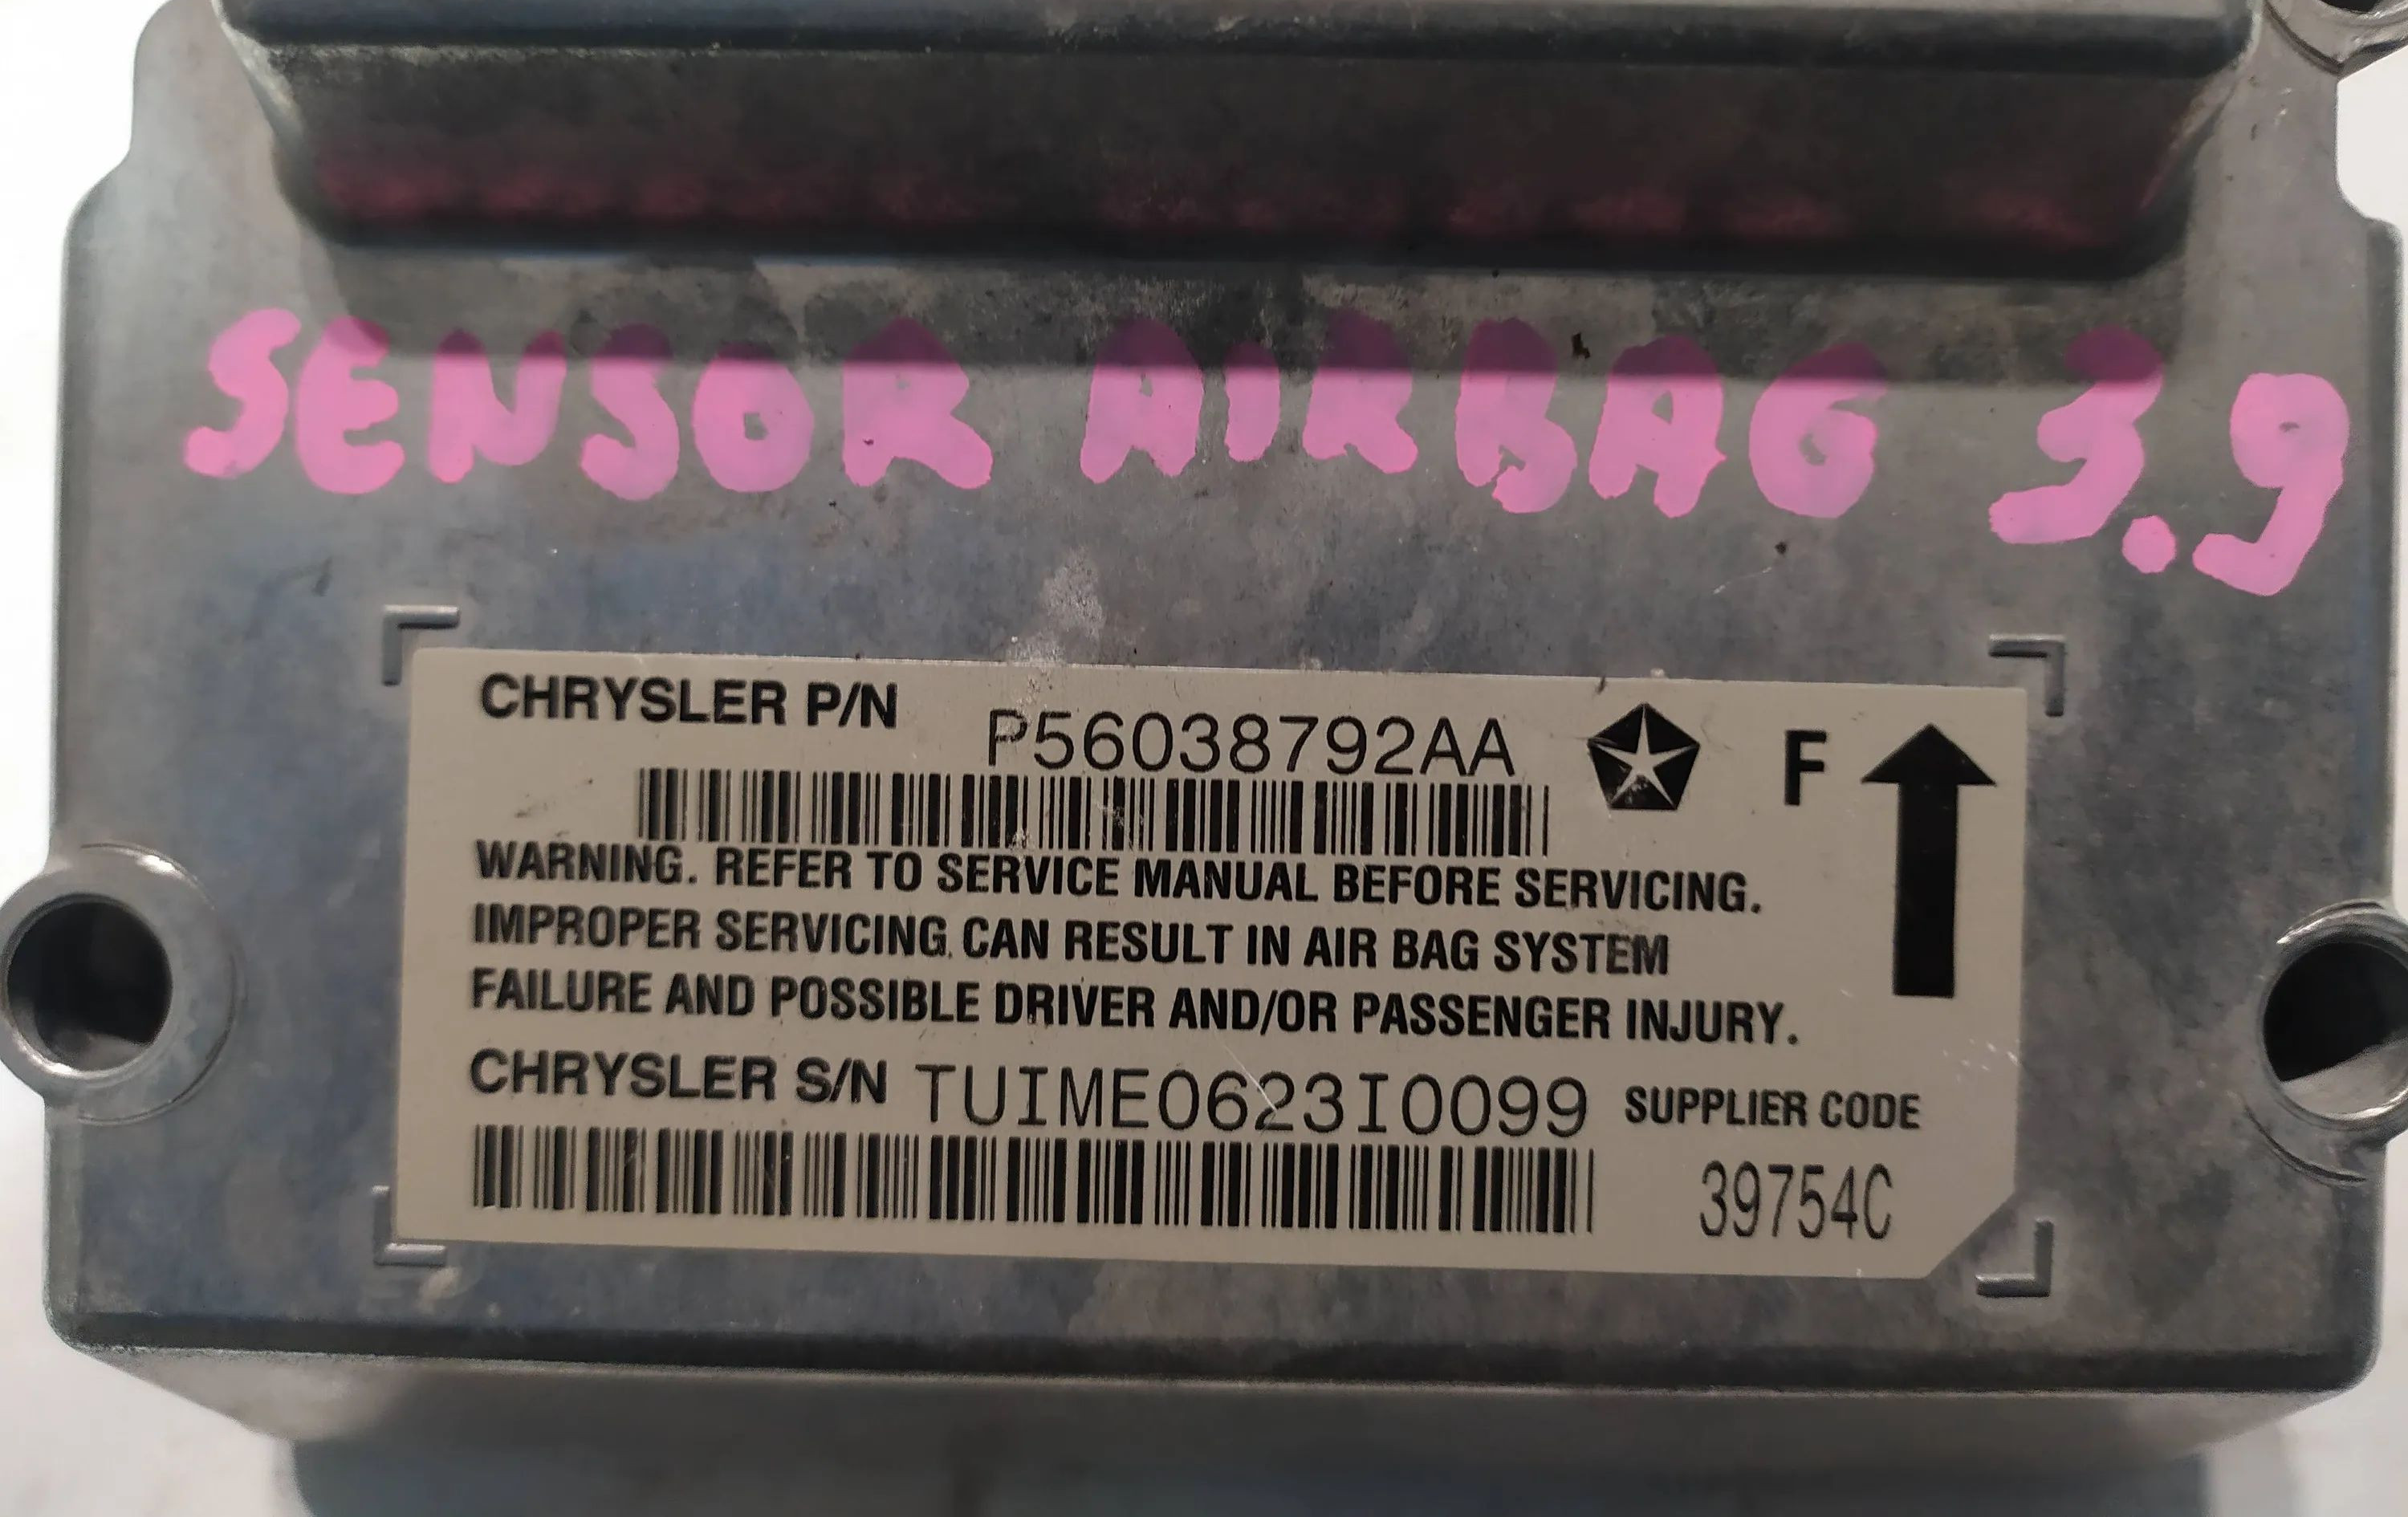 SENSOR AIRBAG 3.9
CHRYSLER P/N P56038792AA F
WARNING. REFER TO SERVICE MANUAL BEFORE SERVICING.
IMPROPER SERVICING CAN RESULT IN AIR BAG SYSTEM
FAILURE AND POSSIBLE DRIVER AND/OR PASSENGER INJURY.
CHRYSLER S/N TUIME0623I0099 SUPPLIER CODE
39754C